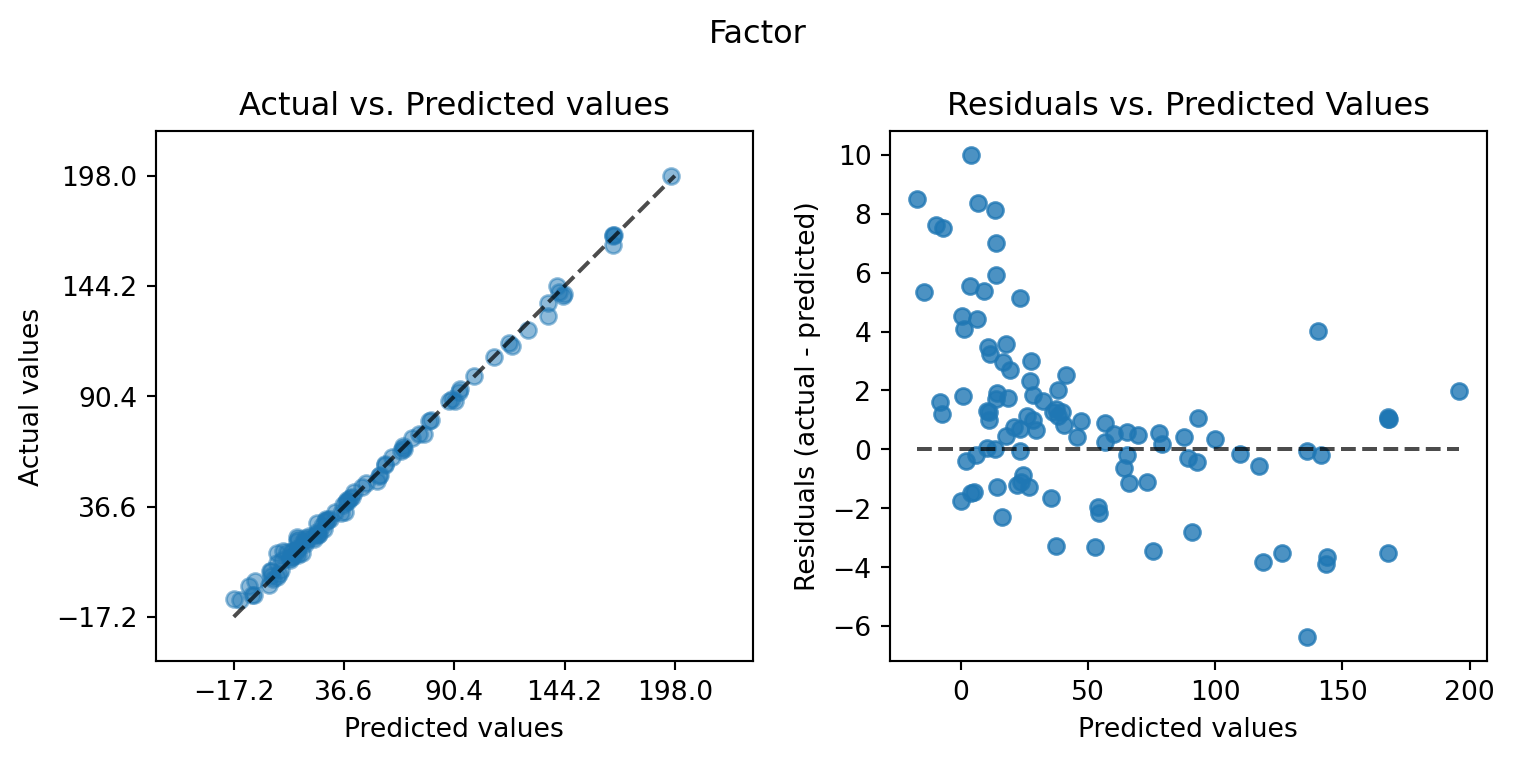 Factor
Actual vs. Predicted values
Actual values
198.0
144.2
90.4
36.6
−17.2
−17.2 36.6 90.4 144.2 198.0
Predicted values
Residuals vs. Predicted Values
Residuals (actual - predicted)
10
8
6
4
2
0
−2
−4
−6
0 50 100 150 200
Predicted values